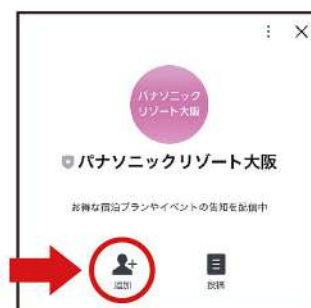 パナソニック
リゾート大阪
パナソニックリゾート大阪
お得な宿泊プランやイベントの告知を配信中
追加
投稿